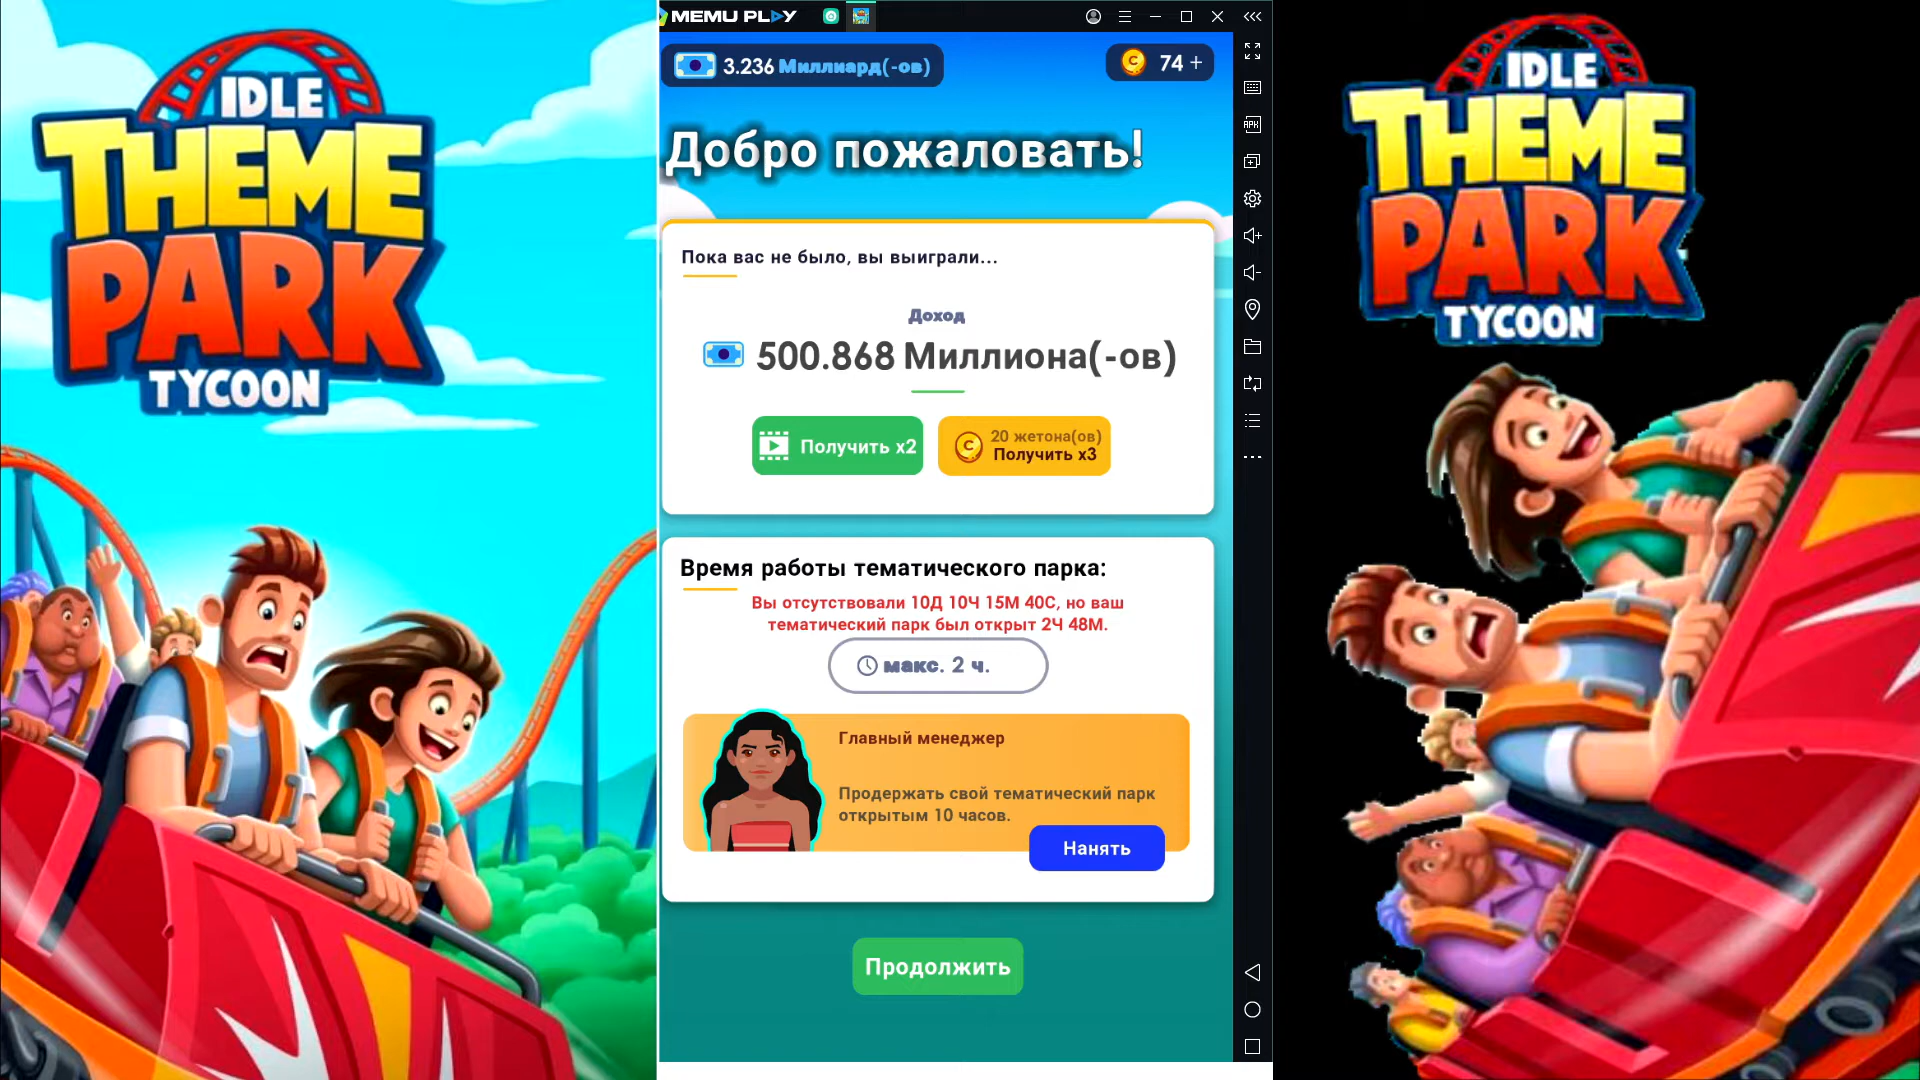 IDLE
THEME
PARK
TYCOON
MEMU PLAY
3.236 Миллиард(-ов)
74 +
Добро пожаловать!
Пока вас не было, вы выиграли...
Доход
500.868 Миллиона(-ов)
Получить x2
20 жетона(ов)
Получить x3
Время работы тематического парка:
Вы отсутствовали 10Д 10Ч 15М 40С, но ваш
тематический парк был открыт 2Ч 48М.
макс. 2 ч.
Главный менеджер
Продержать свой тематический парк
открытым 10 часов.
Нанять
Продолжить
APK
IDLE
THEME
PARK
TYCOON